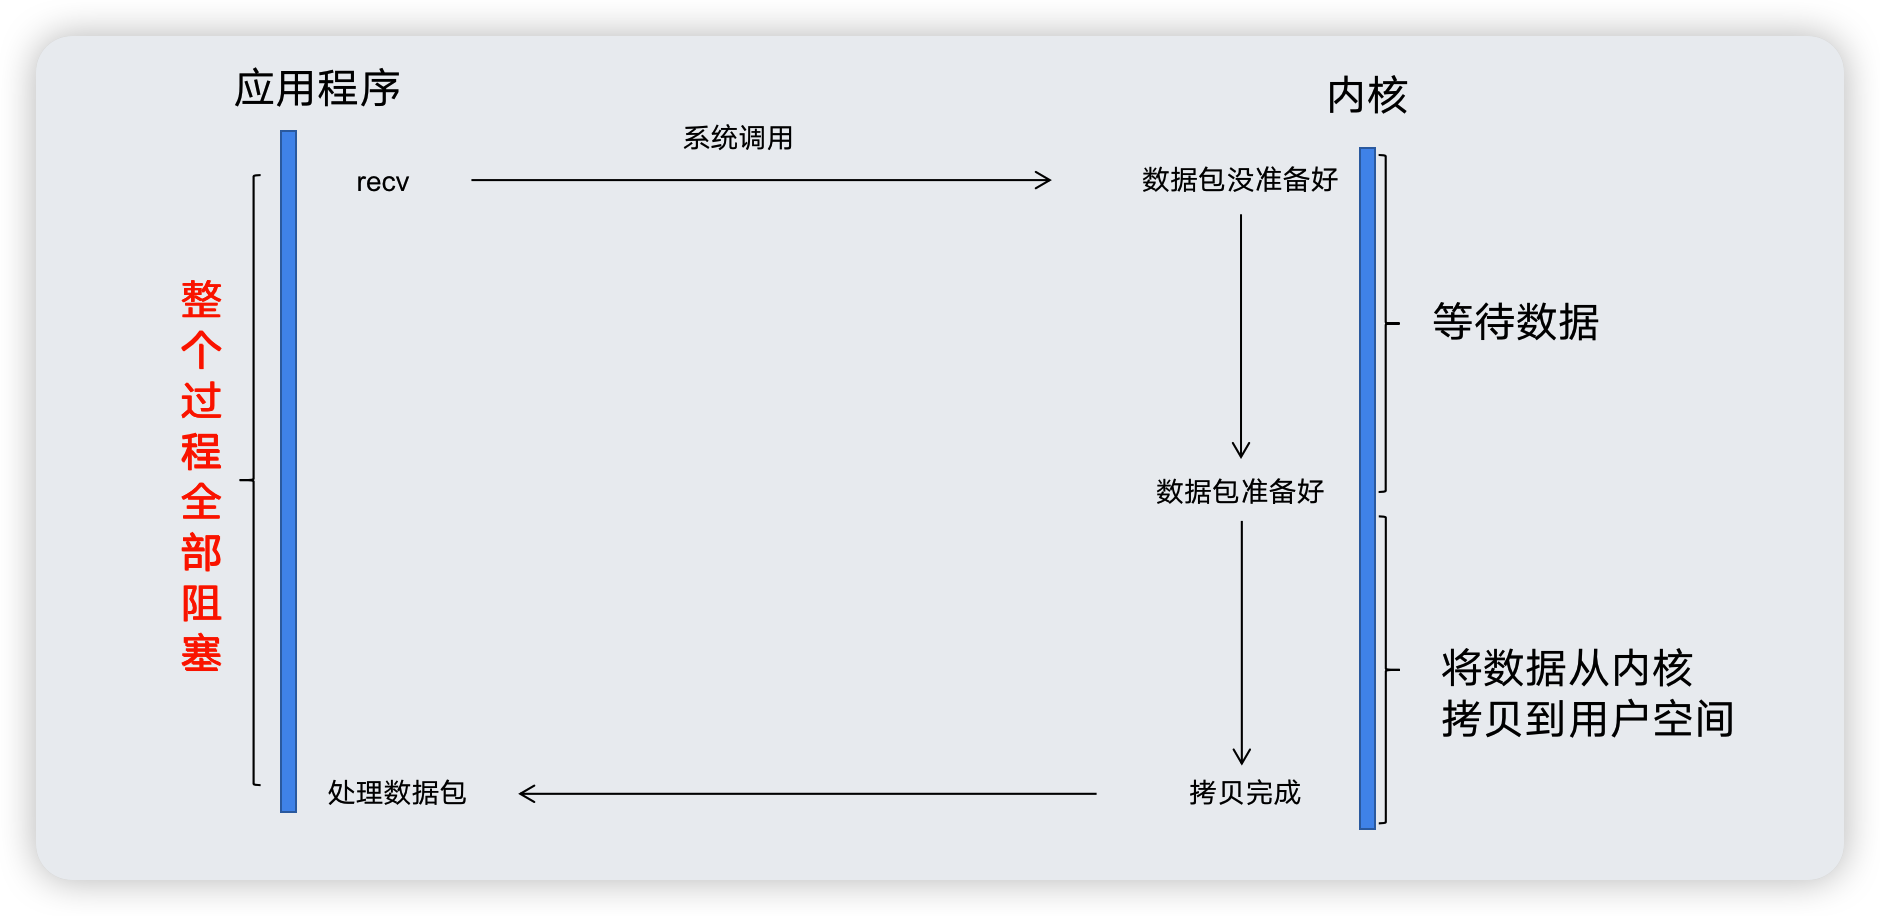 应用程序
内核
系统调用
recv
数据包没准备好
整个过程全部阻塞
等待数据
数据包准备好
将数据从内核
拷贝到用户空间
处理数据包
拷贝完成